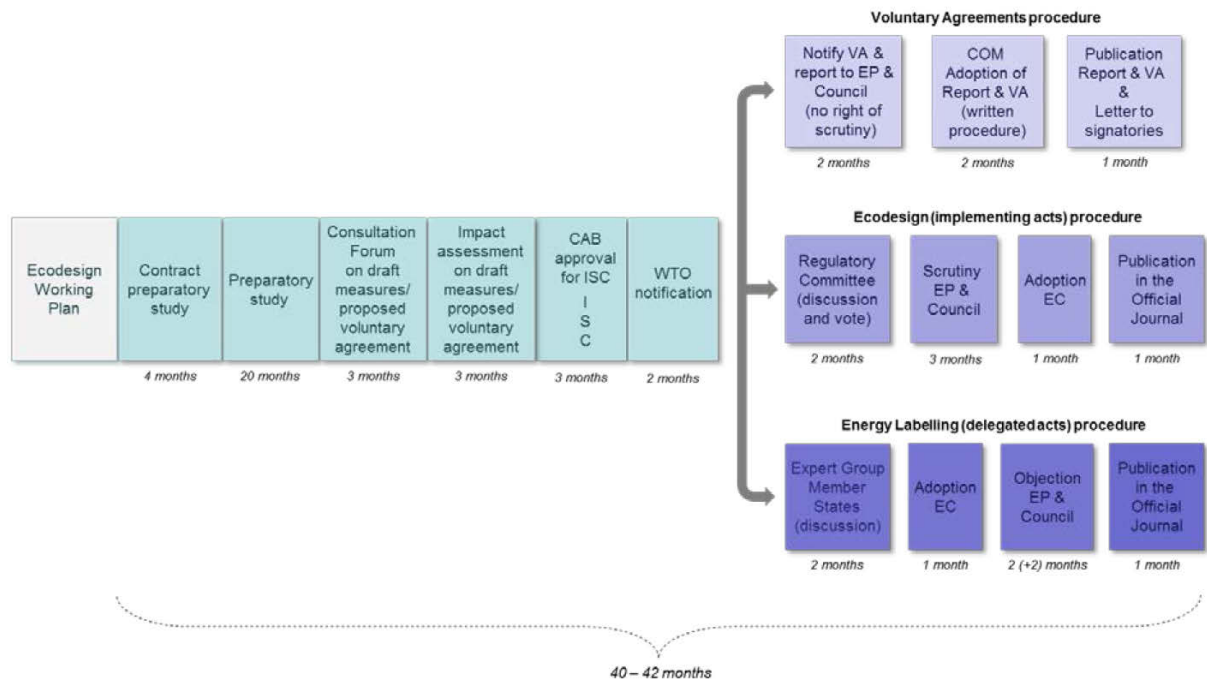 Voluntary Agreements procedure
Notify VA &
report to EP &
Council
(no right of
scrutiny)
2 months
COM
Adoption of
Report & VA
(written
procedure)
2 months
Publication
Report & VA
&
Letter to
signatories
1 month
Ecodesign
Working
Plan
Contract
preparatory
study
4 months
Preparatory
study
20 months
Consultation
Forum
on draft
measures/
proposed
voluntary
agreement
3 months
Impact
assessment
on draft
measures/
proposed
voluntary
agreement
3 months
CAB
approval
for ISC
I
S
C
3 months
WTO
notification
2 months
Ecodesign (implementing acts) procedure
Regulatory
Committee
(discussion
and vote)
2 months
Scrutiny
EP &
Council
3 months
Adoption
EC
1 month
Publication
in the
Official
Journal
1 month
Energy Labelling (delegated acts) procedure
Expert Group
Member
States
(discussion)
2 months
Adoption
EC
1 month
Objection
EP &
Council
2 (+2) months
Publication
in the
Official
Journal
1 month
40 – 42 months